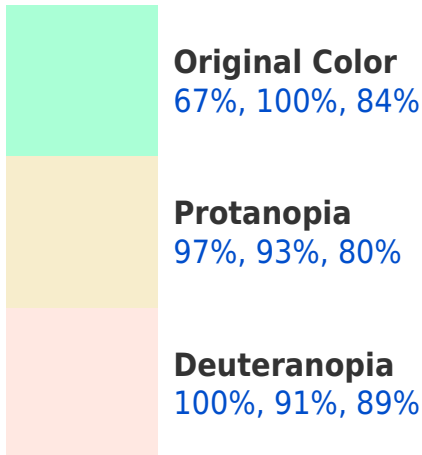 Original Color
67%, 100%, 84%
Protanopia
97%, 93%, 80%
Deuteranopia
100%, 91%, 89%